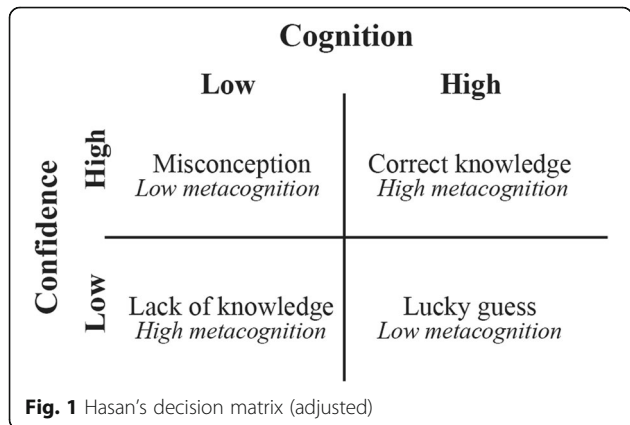 Cognition
Low High
Confidence
High
Misconception Correct knowledge
Low metacognition High metacognition
Low
Lack of knowledge Lucky guess
High metacognition Low metacognition
Fig. 1 Hasan's decision matrix (adjusted)